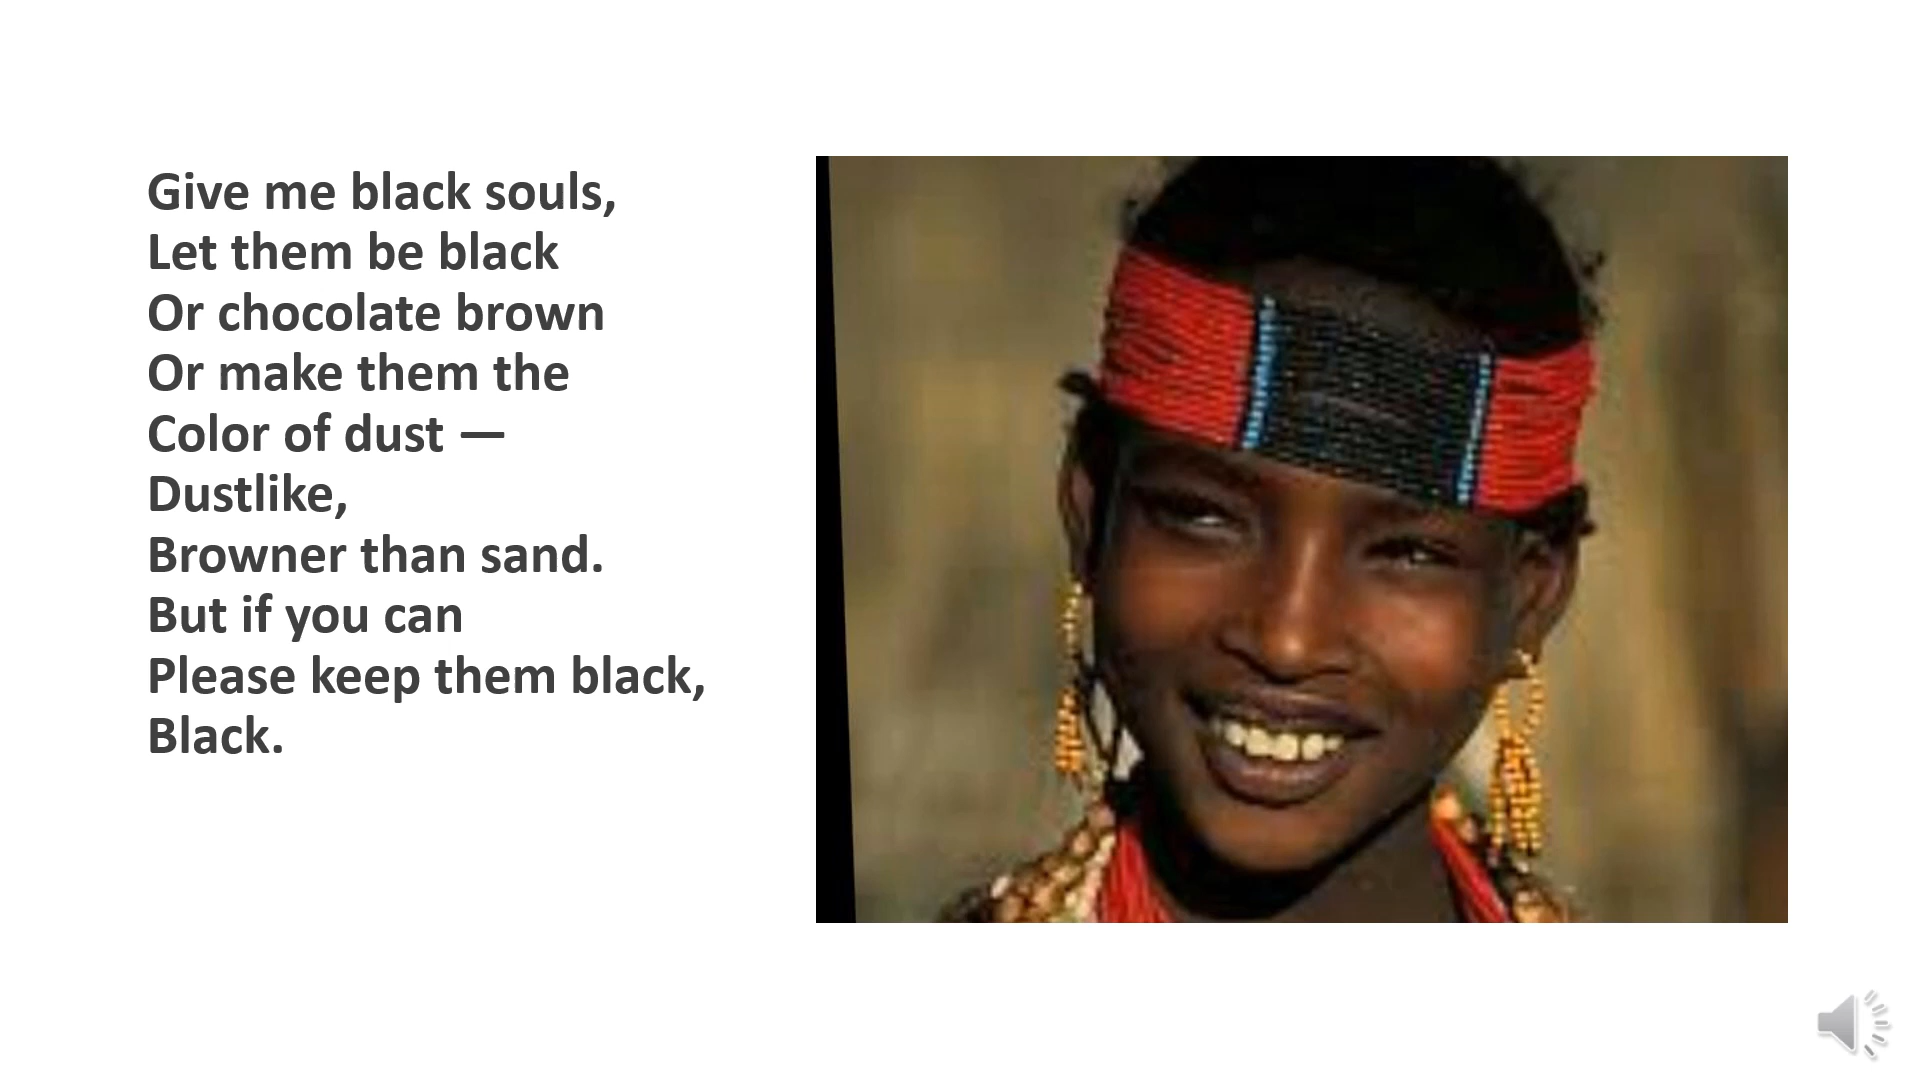 Give me black souls,
Let them be black
Or chocolate brown
Or make them the
Color of dust —
Dustlike,
Browner than sand.
But if you can
Please keep them black,
Black.